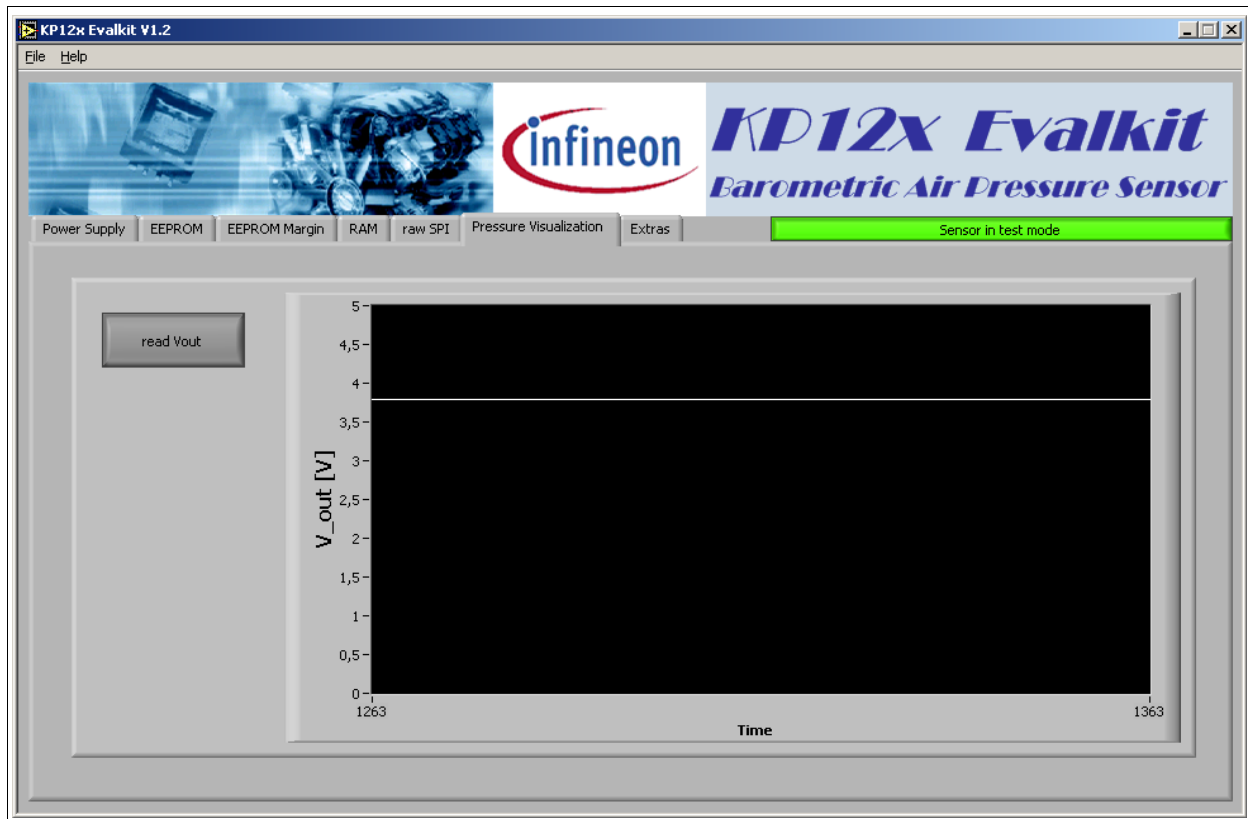 KP12x Evalkit V1.2
File Help
infineon
KP12x Evalkit
Barometric Air Pressure Sensor
Power Supply EEPROM EEPROM Margin RAM raw SPI Pressure Visualization Extras Sensor in test mode
read Vout
V_out [V]
5
4,5
4
3,5
3
2,5
2
1,5
1
0,5
0
1263 1363
Time